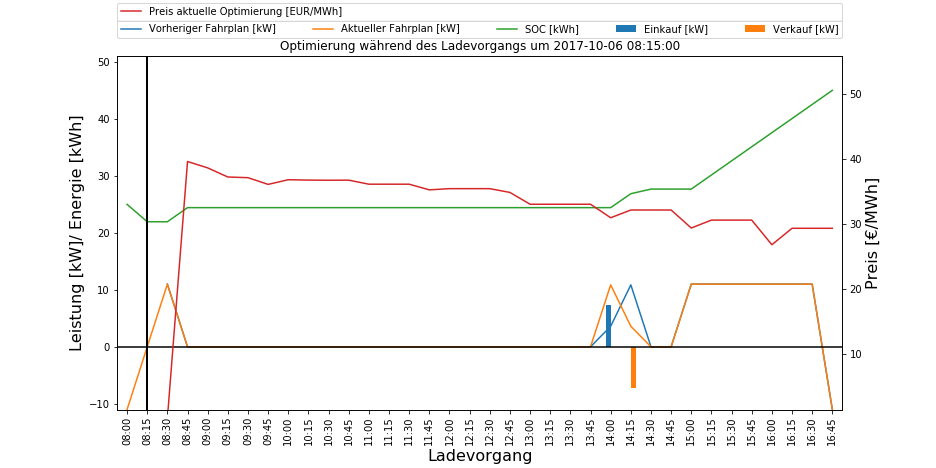 Preis aktuelle Optimierung [EUR/MWh]
Vorheriger Fahrplan [kW] Aktueller Fahrplan [kW] SOC [kWh] Einkauf [kW] Verkauf [kW]
Optimierung während des Ladevorgangs um 2017-10-06 08:15:00
Leistung [kW]/ Energie [kWh]
50
40
30
20
10
0
−10
Preis [€/MWh]
50
40
30
20
10
08:00 08:15 08:30 08:45 09:00 09:15 09:30 09:45 10:00 10:15 10:30 10:45 11:00 11:15 11:30 11:45 12:00 12:15 12:30 12:45 13:00 13:15 13:30 13:45 14:00 14:15 14:30 14:45 15:00 15:15 15:30 15:45 16:00 16:15 16:30 16:45
Ladevorgang